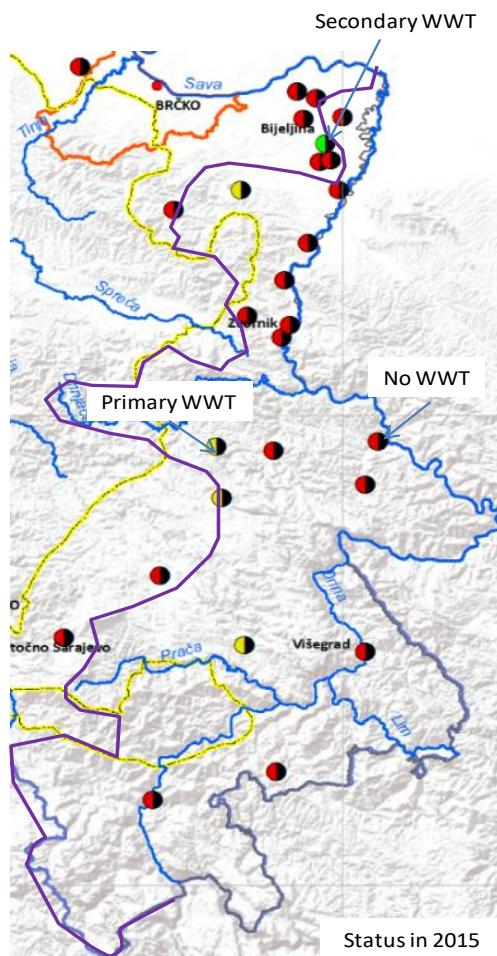 Secondary WWT
Sava
BRČKO
Tinja
Bijeljina
Spreča
Zvornik
No WWT
Primary WWT
Drina
točno Sarajevo
Prača
Višegrad
Lim
Status in 2015